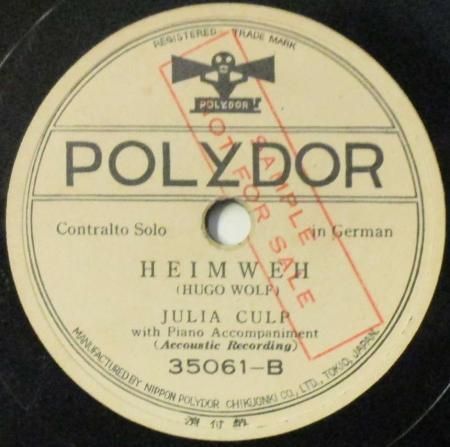 REGISTERED TRADE MARK
POLYDOR
POLYDOR
SAMPLE
NOT FOR SALE
Contralto Solo
in German
HEIMWEH
(HUGO WOLF)
JULIA CULP
with Piano Accompaniment
(Accoustic Recording)
35061-B
MANUFACTURED BY NIPPON POLYDOR CHIKUONKI CO., LTD., TOKIO, JAPAN.